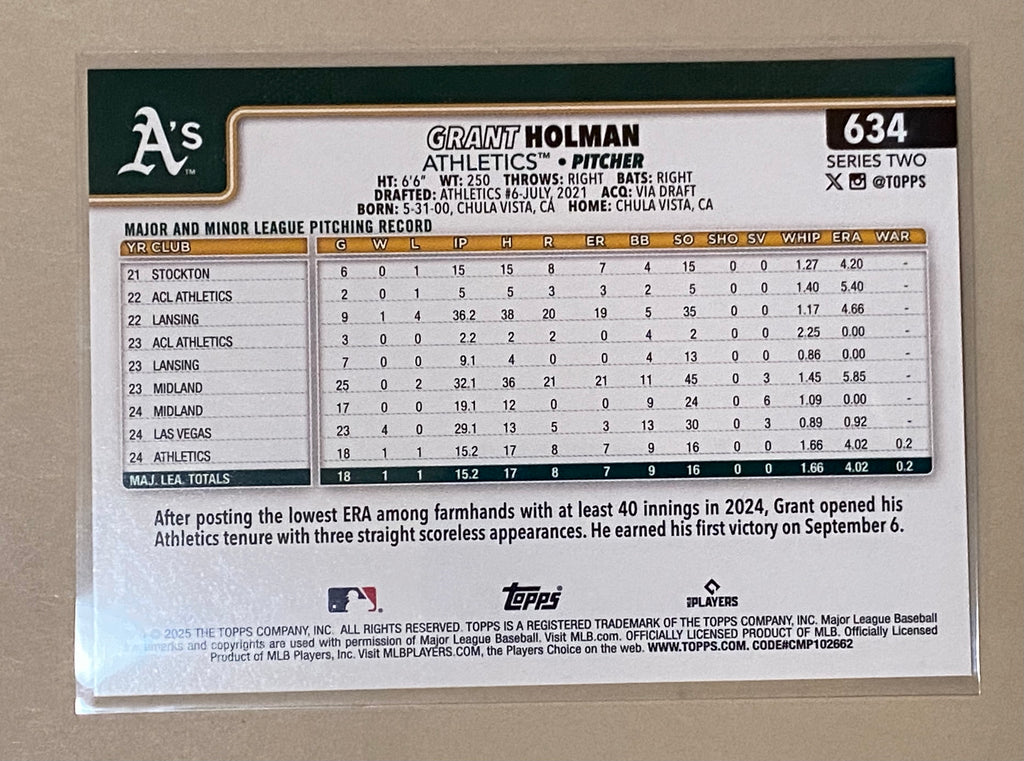 A's™
634
GRANT HOLMAN
ATHLETICS™ • PITCHER
SERIES TWO
@TOPPS
HT: 6'6" WT: 250 THROWS: RIGHT BATS: RIGHT
DRAFTED: ATHLETICS #6-JULY, 2021 ACQ: VIA DRAFT
BORN: 5-31-00, CHULA VISTA, CA HOME: CHULA VISTA, CA
MAJOR AND MINOR LEAGUE PITCHING RECORD
YR CLUB G W L IP H R ER BB SO SHO SV WHIP ERA WAR
21 STOCKTON 6 0 1 15 15 8 7 4 15 0 0 1.27 4.20 -
22 ACL ATHLETICS 2 0 1 5 5 3 3 2 5 0 0 1.40 5.40 -
22 LANSING 9 1 4 36.2 38 20 19 5 35 0 0 1.17 4.66 -
23 ACL ATHLETICS 3 0 0 2.2 2 2 0 4 2 0 0 2.25 0.00 -
23 LANSING 7 0 0 9.1 4 0 0 4 13 0 0 0.86 0.00 -
23 MIDLAND 25 0 2 32.1 36 21 21 11 45 0 3 1.45 5.85 -
24 MIDLAND 17 0 0 19.1 12 0 0 9 24 0 6 1.09 0.00 -
24 LAS VEGAS 23 4 0 29.1 13 5 3 13 30 0 3 0.89 0.92 -
24 ATHLETICS 18 1 1 15.2 17 8 7 9 16 0 0 1.66 4.02 0.2
MAJ. LEA. TOTALS 18 1 1 15.2 17 8 7 9 16 0 0 1.66 4.02 0.2
After posting the lowest ERA among farmhands with at least 40 innings in 2024, Grant opened his
Athletics tenure with three straight scoreless appearances. He earned his first victory on September 6.
topps
PLAYERS
© 2025 THE TOPPS COMPANY, INC. ALL RIGHTS RESERVED. TOPPS IS A REGISTERED TRADEMARK OF THE TOPPS COMPANY, INC. Major League Baseball
and copyrights are used with permission of Major League Baseball. Visit MLB.com. OFFICIALLY LICENSED PRODUCT OF MLB. Officially Licensed
Product of MLB Players, Inc. Visit MLBPLAYERS.COM, the Players Choice on the web. WWW.TOPPS.COM. CODE#CMP102662